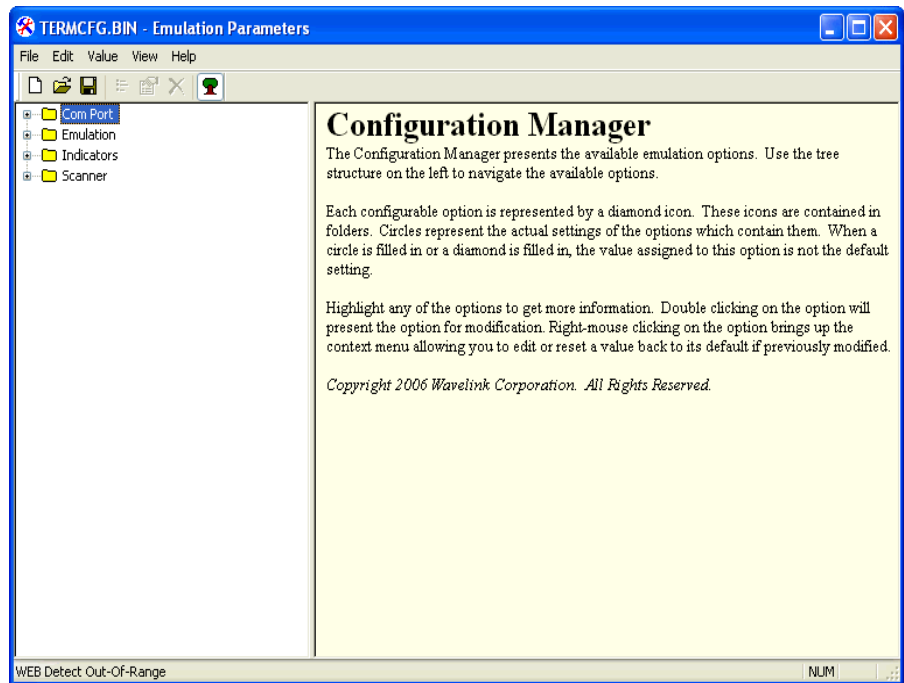 TERMCFG.BIN - Emulation Parameters
File Edit Value View Help
Com Port
Emulation
Indicators
Scanner
Configuration Manager
The Configuration Manager presents the available emulation options. Use the tree
structure on the left to navigate the available options.
Each configurable option is represented by a diamond icon. These icons are contained in
folders. Circles represent the actual settings of the options which contain them. When a
circle is filled in or a diamond is filled in, the value assigned to this option is not the default
setting.
Highlight any of the options to get more information. Double clicking on the option will
present the option for modification. Right-mouse clicking on the option brings up the
context menu allowing you to edit or reset a value back to its default if previously modified.
Copyright 2006 Wavelink Corporation. All Rights Reserved.
WEB Detect Out-Of-Range
NUM